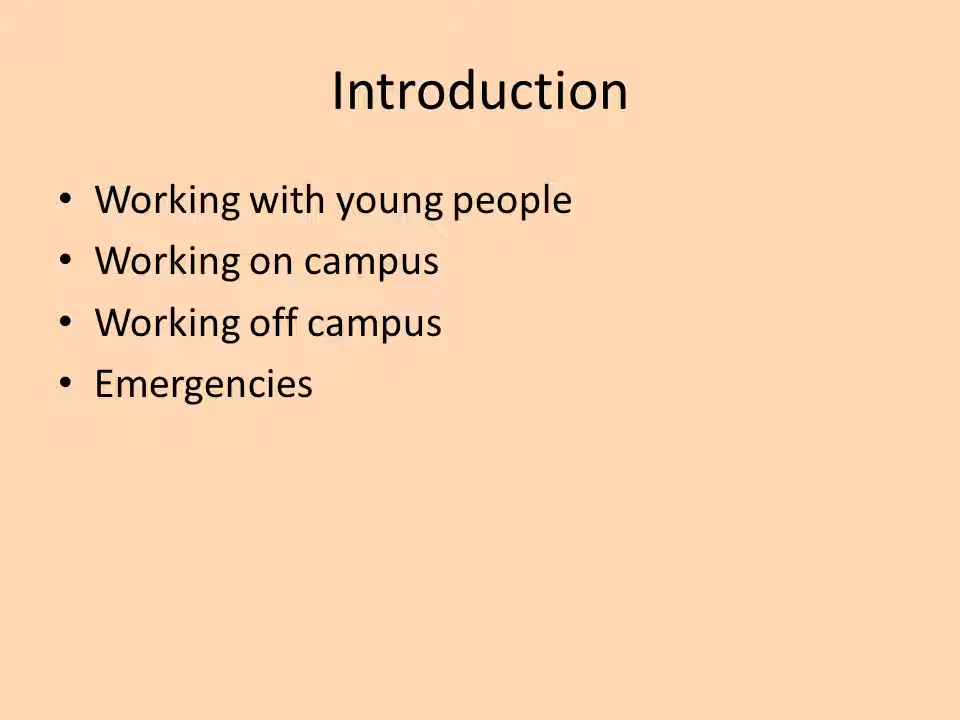 Introduction
• Working with young people
• Working on campus
• Working off campus
• Emergencies